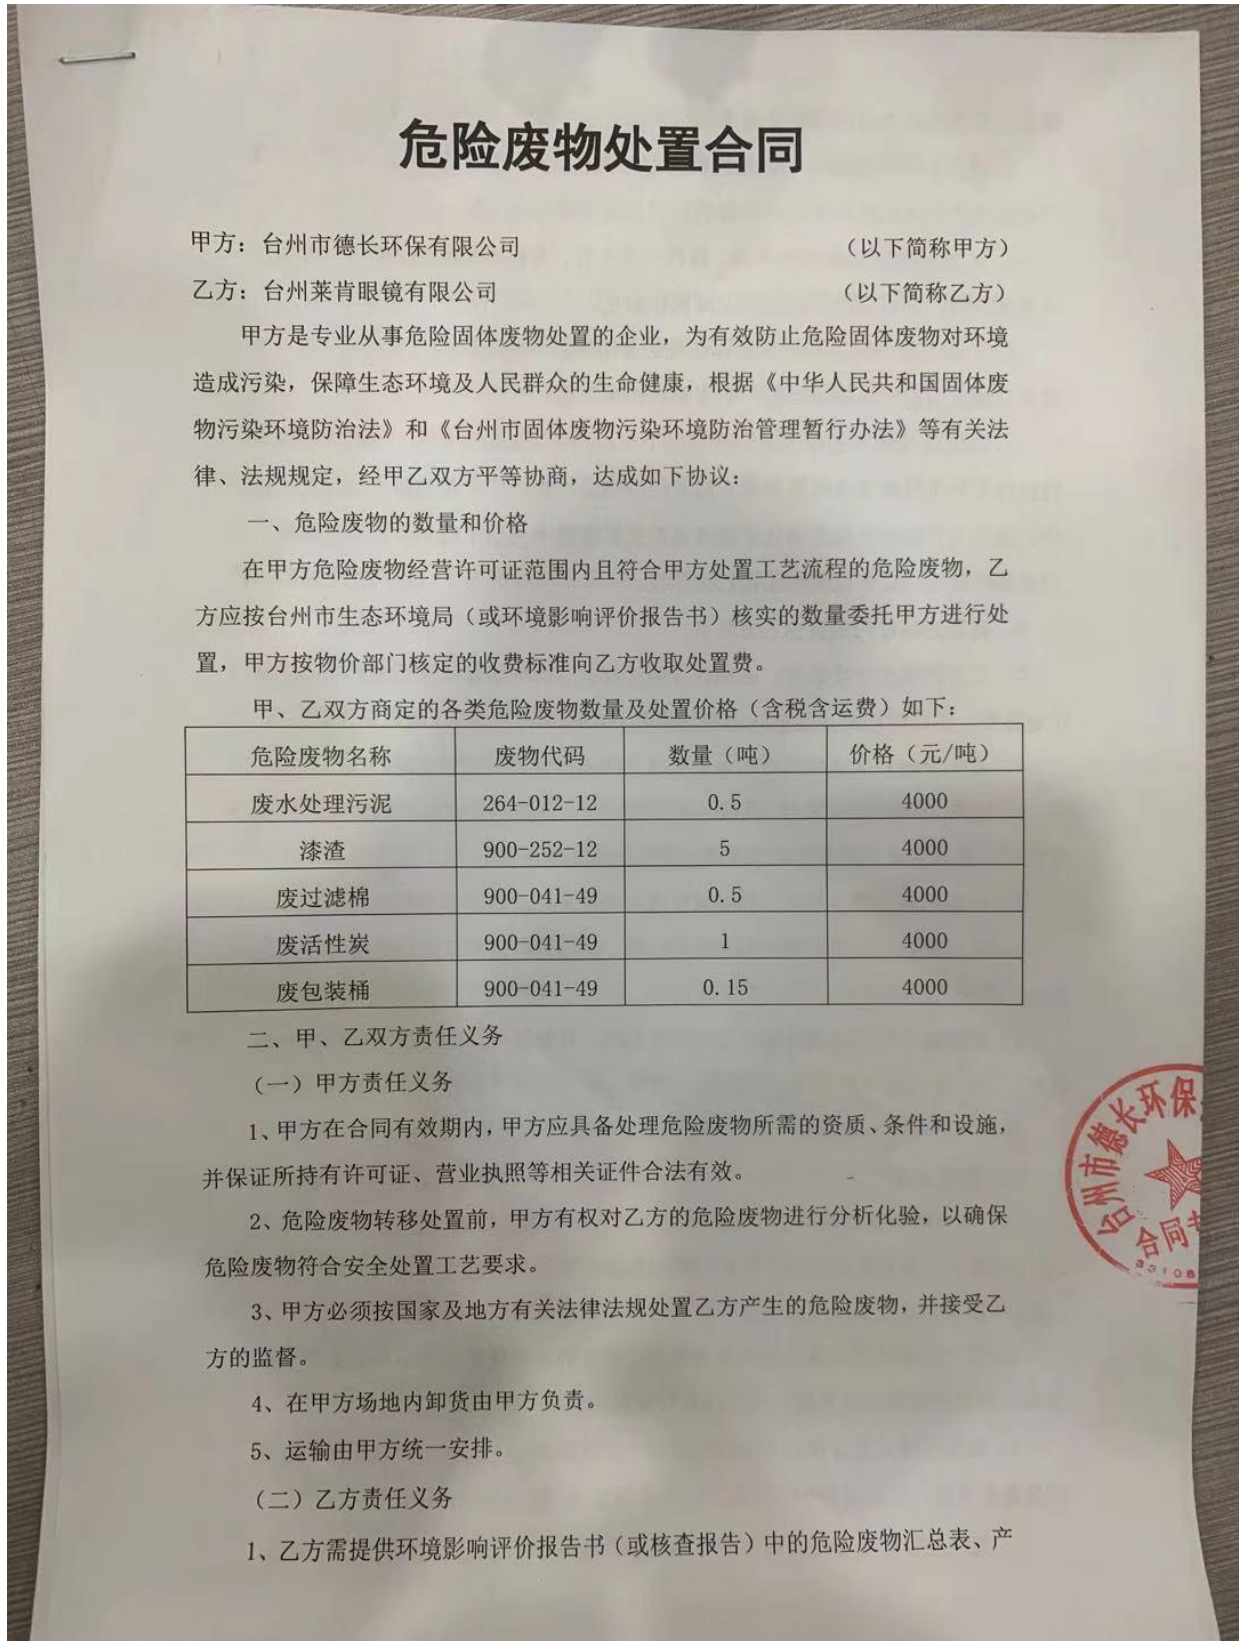 危险废物处置合同
甲方：台州市德长环保有限公司 （以下简称甲方）
乙方：台州莱肯眼镜有限公司 （以下简称乙方）
甲方是专业从事危险固体废物处置的企业，为有效防止危险固体废物对环境
造成污染，保障生态环境及人民群众的生命健康，根据《中华人民共和国固体废
物污染环境防治法》和《台州市固体废物污染环境防治管理暂行办法》等有关法
律、法规规定，经甲乙双方平等协商，达成如下协议：
一、危险废物的数量和价格
在甲方危险废物经营许可证范围内且符合甲方处置工艺流程的危险废物，乙
方应按台州市生态环境局（或环境影响评价报告书）核实的数量委托甲方进行处
置，甲方按物价部门核定的收费标准向乙方收取处置费。
甲、乙双方商定的各类危险废物数量及处置价格（含税含运费）如下：
危险废物名称 废物代码 数量（吨） 价格（元/吨）
废水处理污泥 264-012-12 0.5 4000
漆渣 900-252-12 5 4000
废过滤棉 900-041-49 0.5 4000
废活性炭 900-041-49 1 4000
废包装桶 900-041-49 0.15 4000
二、甲、乙双方责任义务
（一）甲方责任义务
1、甲方在合同有效期内，甲方应具备处理危险废物所需的资质、条件和设施，
并保证所持有许可证、营业执照等相关证件合法有效。
2、危险废物转移处置前，甲方有权对乙方的危险废物进行分析化验，以确保
危险废物符合安全处置工艺要求。
3、甲方必须按国家及地方有关法律法规处置乙方产生的危险废物，并接受乙
方的监督。
4、在甲方场地内卸货由甲方负责。
5、运输由甲方统一安排。
（二）乙方责任义务
1、乙方需提供环境影响评价报告书（或核查报告）中的危险废物汇总表、产
台州市德长环保
合同
33108